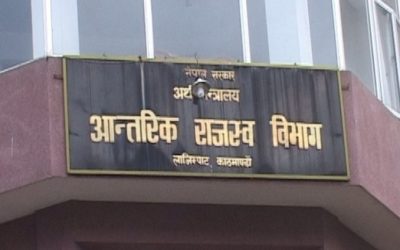 नेपाल सरकार
अर्थ मन्त्रालय
आन्तरिक राजस्व विभाग
लाजिम्पाट, काठमाण्डौ